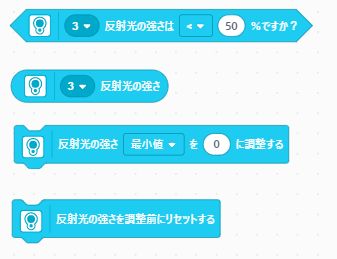 3 反射光の強さは < 50 %ですか?
3 反射光の強さ
反射光の強さ 最小値 を 0 に調整する
反射光の強さを調整前にリセットする